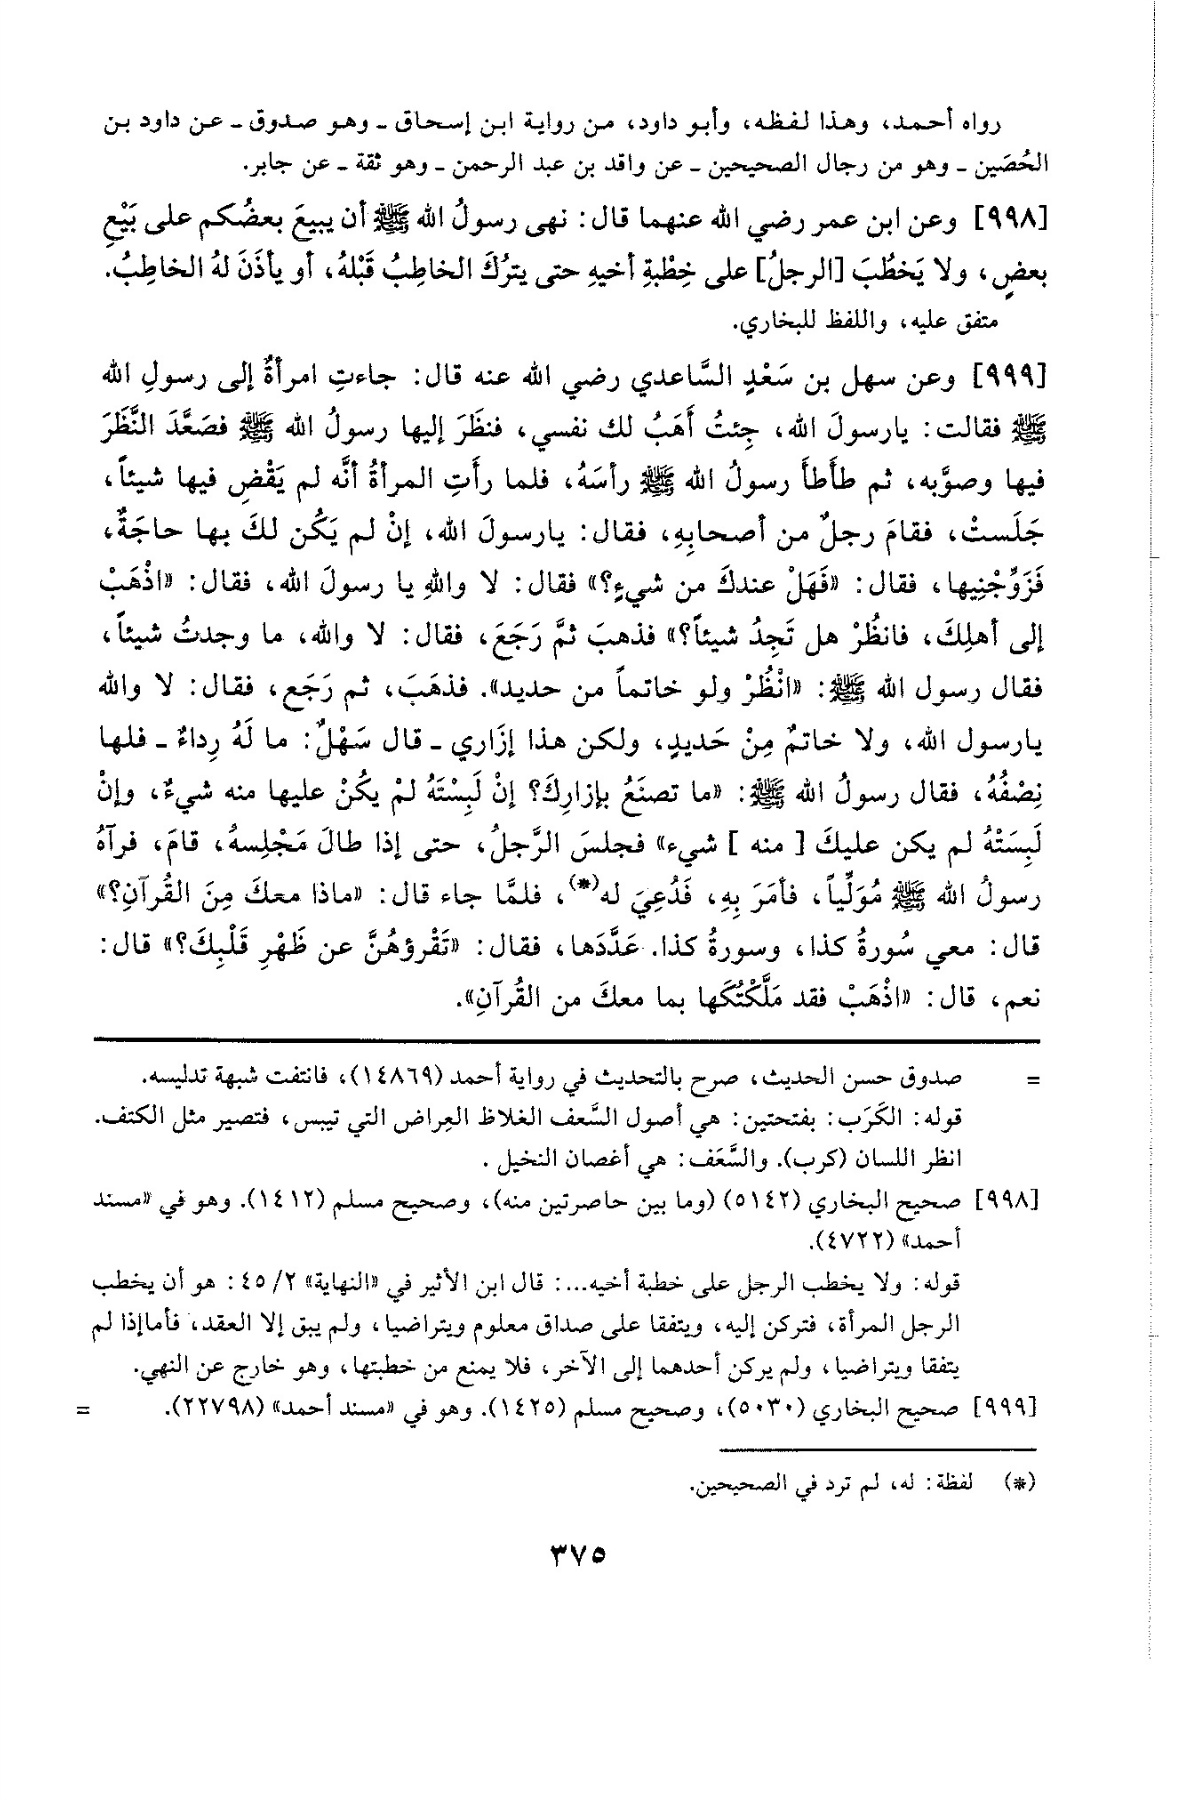 رواه أحمد، وهذا لفظه، وأبو داود، من رواية ابن إسحاق ـ وهو صدوق ـ عن داود بن
الحُصَين ـ وهو من رجال الصحيحين ـ عن واقد بن عبد الرحمن ـ وهو ثقة ـ عن جابر.
[٩٩٨] وعن ابن عمر رضي الله عنهما قال: نهى رسولُ الله ﷺ أن يبيعَ بعضُكم على بَيْعِ
بعضٍ، ولا يَخطُبَ [الرجلُ] على خِطْبةِ أخيهِ حتى يترُكَ الخاطِبُ قَبْلهُ، أو يأذَنَ لهُ الخاطِبُ.
متفق عليه، واللفظ للبخاري.
[٩٩٩] وعن سهل بن سَعْدٍ السَّاعدي رضي الله عنه قال: جاءتِ امرأةٌ إلى رسولِ الله
ﷺ فقالت: يارسولَ الله، جِئتُ أَهَبُ لك نفسي، فنظَرَ إليها رسولُ الله ﷺ فصَعَّدَ النَّظَرَ
فيها وصوَّبه، ثم طأَطأَ رسولُ الله ﷺ رأسَهُ، فلما رأَتِ المرأةُ أنَّه لم يَقْضِ فيها شيئاً،
جَلَستْ، فقامَ رجلٌ من أصحابِهِ، فقال: يارسولَ الله، إنْ لم يَكُن لكَ بها حاجَةٌ،
فَزَوِّجْنِيها، فقال: «فَهَلْ عندكَ من شيءٍ؟» فقال: لا واللهِ يا رسولَ الله، فقال: «اذْهَبْ
إلى أهلِكَ، فانظُرْ هل تَجِدُ شيئاً؟» فذهبَ ثمَّ رَجَعَ، فقال: لا والله، ما وجدتُ شيئاً،
فقال رسول الله ﷺ: «انْظُرْ ولو خاتماً من حديد». فذهَبَ، ثم رَجَع، فقال: لا والله
يارسول الله، ولا خاتمٌ مِنْ حَديدٍ، ولكن هذا إزَاري ـ قال سَهْلٌ: ما لَهُ رِداءٌ ـ فلها
نِصْفُهُ، فقال رسولُ الله ﷺ: «ما تصنَعُ بإزارِكَ؟ إنْ لَبِسْتَهُ لمْ يكُنْ عليها منه شيءٌ، وإنْ
لَبِسَتْهُ لم يكن عليكَ [ منه ] شيء» فجلسَ الرَّجلُ، حتى إذا طالَ مَجْلِسهُ، قامَ، فرآهُ
رسولُ الله ﷺ مُوَلِّياً، فأمَرَ بِهِ، فَدُعِيَ له(*)، فلمَّا جاء قال: «ماذا معكَ مِنَ القُرآنِ؟»
قال: معي سُورةُ كذا، وسورةُ كذا. عَدَّدَها، فقال: «تَقْرؤهُنَّ عن ظَهْرِ قَلْبِكَ؟» قال:
نعم، قال: «اذْهَبْ فقد مَلَّكْتُكَها بما معكَ من القُرآنِ».
= صدوق حسن الحديث، صرح بالتحديث في رواية أحمد (١٤٨٦٩)، فانتفت شبهة تدليسه.
قوله: الكَرَب: بفتحتين: هي أصول السَّعف الغلاظ العِراض التي تيبس، فتصير مثل الكتف.
انظر اللسان (كرب). والسَّعَف: هي أغصان النخيل .
[٩٩٨] صحيح البخاري (٥١٤٢) (وما بين حاصرتين منه)، وصحيح مسلم (١٤١٢). وهو في «مسند
أحمد» (٤٧٢٢).
قوله: ولا يخطب الرجل على خطبة أخيه...: قال ابن الأثير في «النهاية» ٢/ ٤٥: هو أن يخطب
الرجل المرأة، فتركن إليه، ويتفقا على صداق معلوم ويتراضيا، ولم يبق إلا العقد، فأماإذا لم
يتفقا ويتراضيا، ولم يركن أحدهما إلى الآخر، فلا يمنع من خطبتها، وهو خارج عن النهي.
[٩٩٩] صحيح البخاري (٥٠٣٠)، وصحيح مسلم (١٤٢٥). وهو في «مسند أحمد» (٢٢٧٩٨). =
(*) لفظة: له، لم ترد في الصحيحين.
٣٧٥